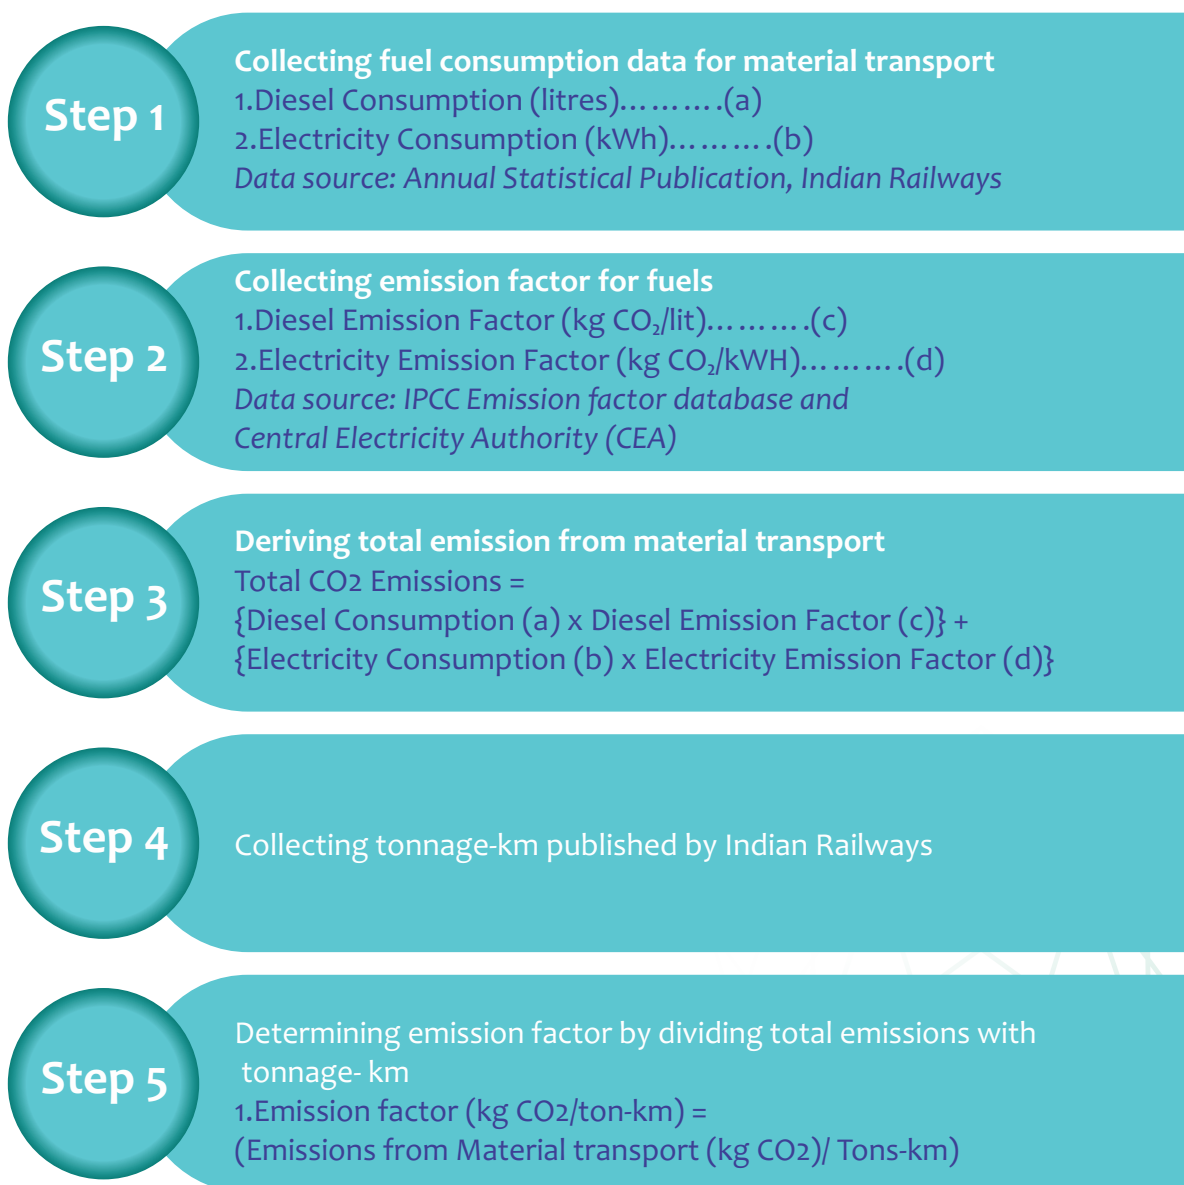 Step 1
Collecting fuel consumption data for material transport
1.Diesel Consumption (litres)……….(a)
2.Electricity Consumption (kWh)……….(b)
Data source: Annual Statistical Publication, Indian Railways
Step 2
Collecting emission factor for fuels
1.Diesel Emission Factor (kg CO₂/lit)……….(c)
2.Electricity Emission Factor (kg CO₂/kWH)……….(d)
Data source: IPCC Emission factor database and
Central Electricity Authority (CEA)
Step 3
Deriving total emission from material transport
Total CO2 Emissions =
{Diesel Consumption (a) x Diesel Emission Factor (c)} +
{Electricity Consumption (b) x Electricity Emission Factor (d)}
Step 4
Collecting tonnage-km published by Indian Railways
Step 5
Determining emission factor by dividing total emissions with
tonnage- km
1.Emission factor (kg CO2/ton-km) =
(Emissions from Material transport (kg CO2)/ Tons-km)